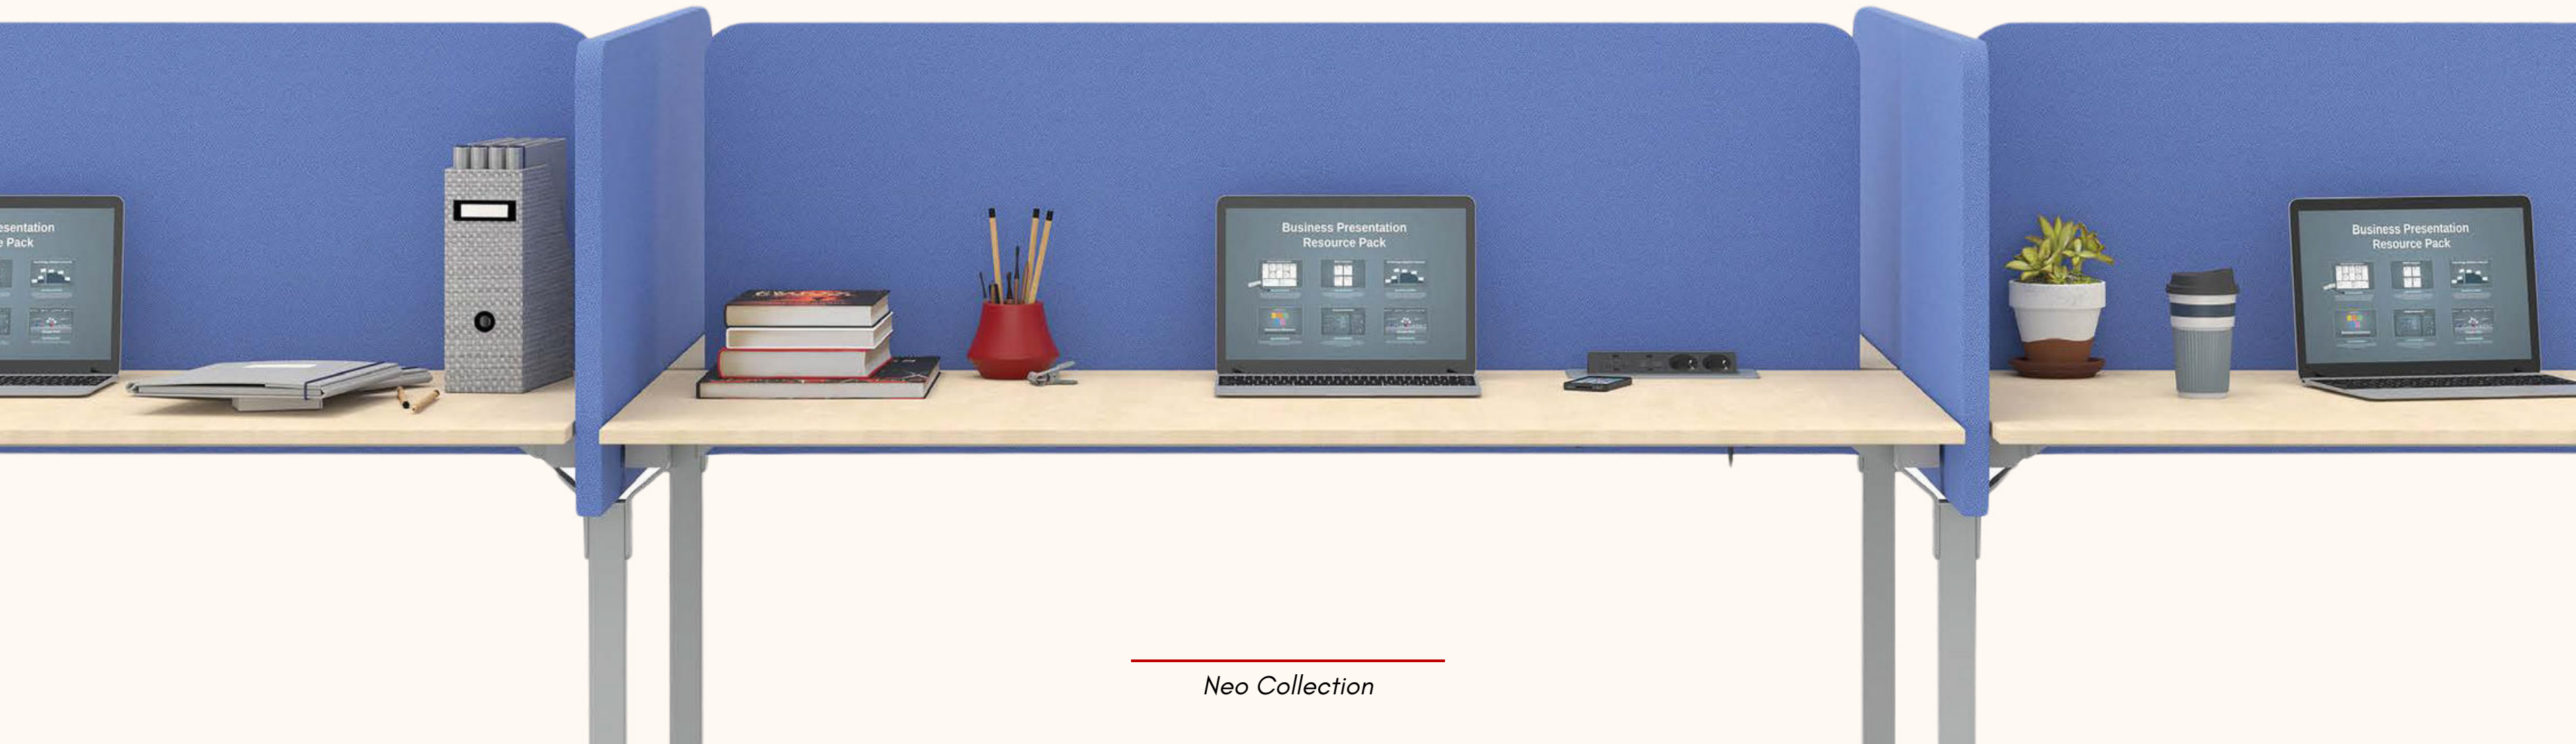 esentation
e Pack
Business Presentation
Resource Pack
Business Presentation
Resource Pack
Neo Collection